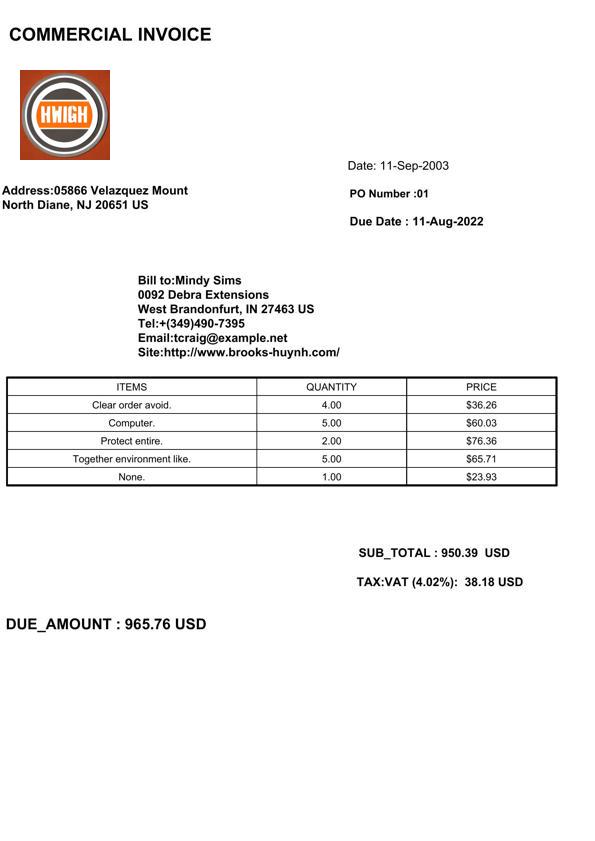 COMMERCIAL INVOICE
HWIGH
Date: 11-Sep-2003
Address:05866 Velazquez Mount
North Diane, NJ 20651 US
PO Number :01
Due Date : 11-Aug-2022
Bill to:Mindy Sims
0092 Debra Extensions
West Brandonfurt, IN 27463 US
Tel:+(349)490-7395
Email:tcraig@example.net
Site:http://www.brooks-huynh.com/
ITEMS QUANTITY PRICE
Clear order avoid. 4.00 $36.26
Computer. 5.00 $60.03
Protect entire. 2.00 $76.36
Together environment like. 5.00 $65.71
None. 1.00 $23.93
SUB_TOTAL : 950.39 USD
TAX:VAT (4.02%): 38.18 USD
DUE_AMOUNT : 965.76 USD